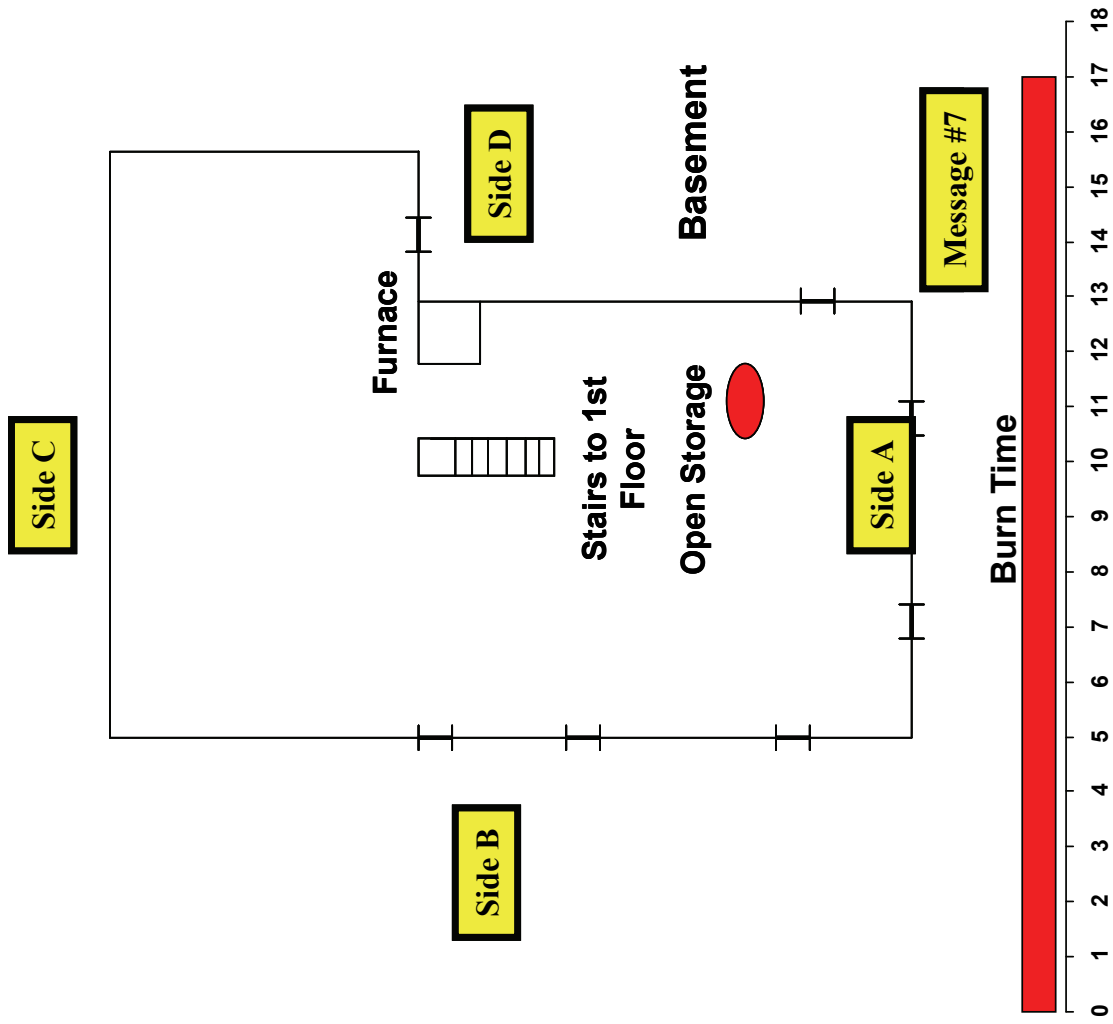 Side C
Side D
Side B
Side A
Furnace
Stairs to 1st
Floor
Open Storage
Basement
Message #7
Burn Time
0 1 2 3 4 5 6 7 8 9 10 11 12 13 14 15 16 17 18